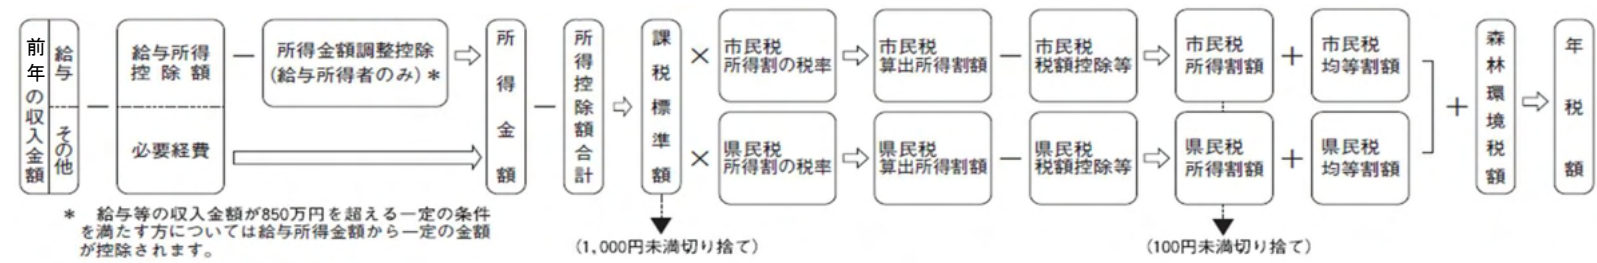 前年の収入金額
給与
その他
－
給与所得
控除額
必要経費
－
所得金額調整控除
(給与所得者のみ)＊
所得金額
－
所得控除額合計
課税標準額
×
市民税
所得割の税率
市民税
算出所得割額
－
市民税
税額控除等
市民税
所得割額
＋
市民税
均等割額
×
県民税
所得割の税率
県民税
算出所得割額
－
県民税
税額控除等
県民税
所得割額
＋
県民税
均等割額
＋
森林環境税額
年税額
＊ 給与等の収入金額が850万円を超える一定の条件
を満たす方については給与所得金額から一定の金額
が控除されます。
(1,000円未満切り捨て)
(100円未満切り捨て)